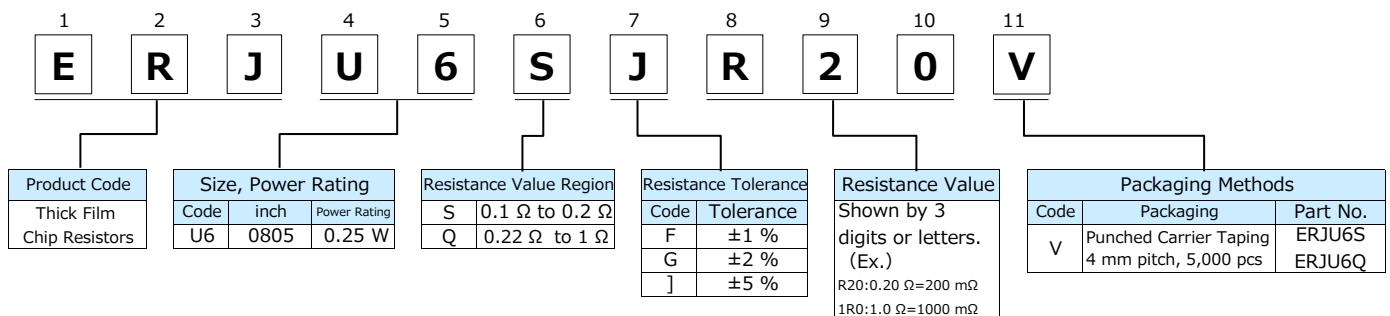 1 2 3 4 5 6 7 8 9 10 11
E R J U 6 S J R 2 0 V
Product Code
Thick Film
Chip Resistors
Size, Power Rating
Code inch Power Rating
U6 0805 0.25 W
Resistance Value Region
S 0.1 Ω to 0.2 Ω
Q 0.22 Ω to 1 Ω
Resistance Tolerance
Code Tolerance
F ±1 %
G ±2 %
] ±5 %
Resistance Value
Shown by 3
digits or letters.
(Ex.)
R20:0.20 Ω=200 mΩ
1R0:1.0 Ω=1000 mΩ
Packaging Methods
Code Packaging Part No.
V Punched Carrier Taping ERJU6S
4 mm pitch, 5,000 pcs ERJU6Q